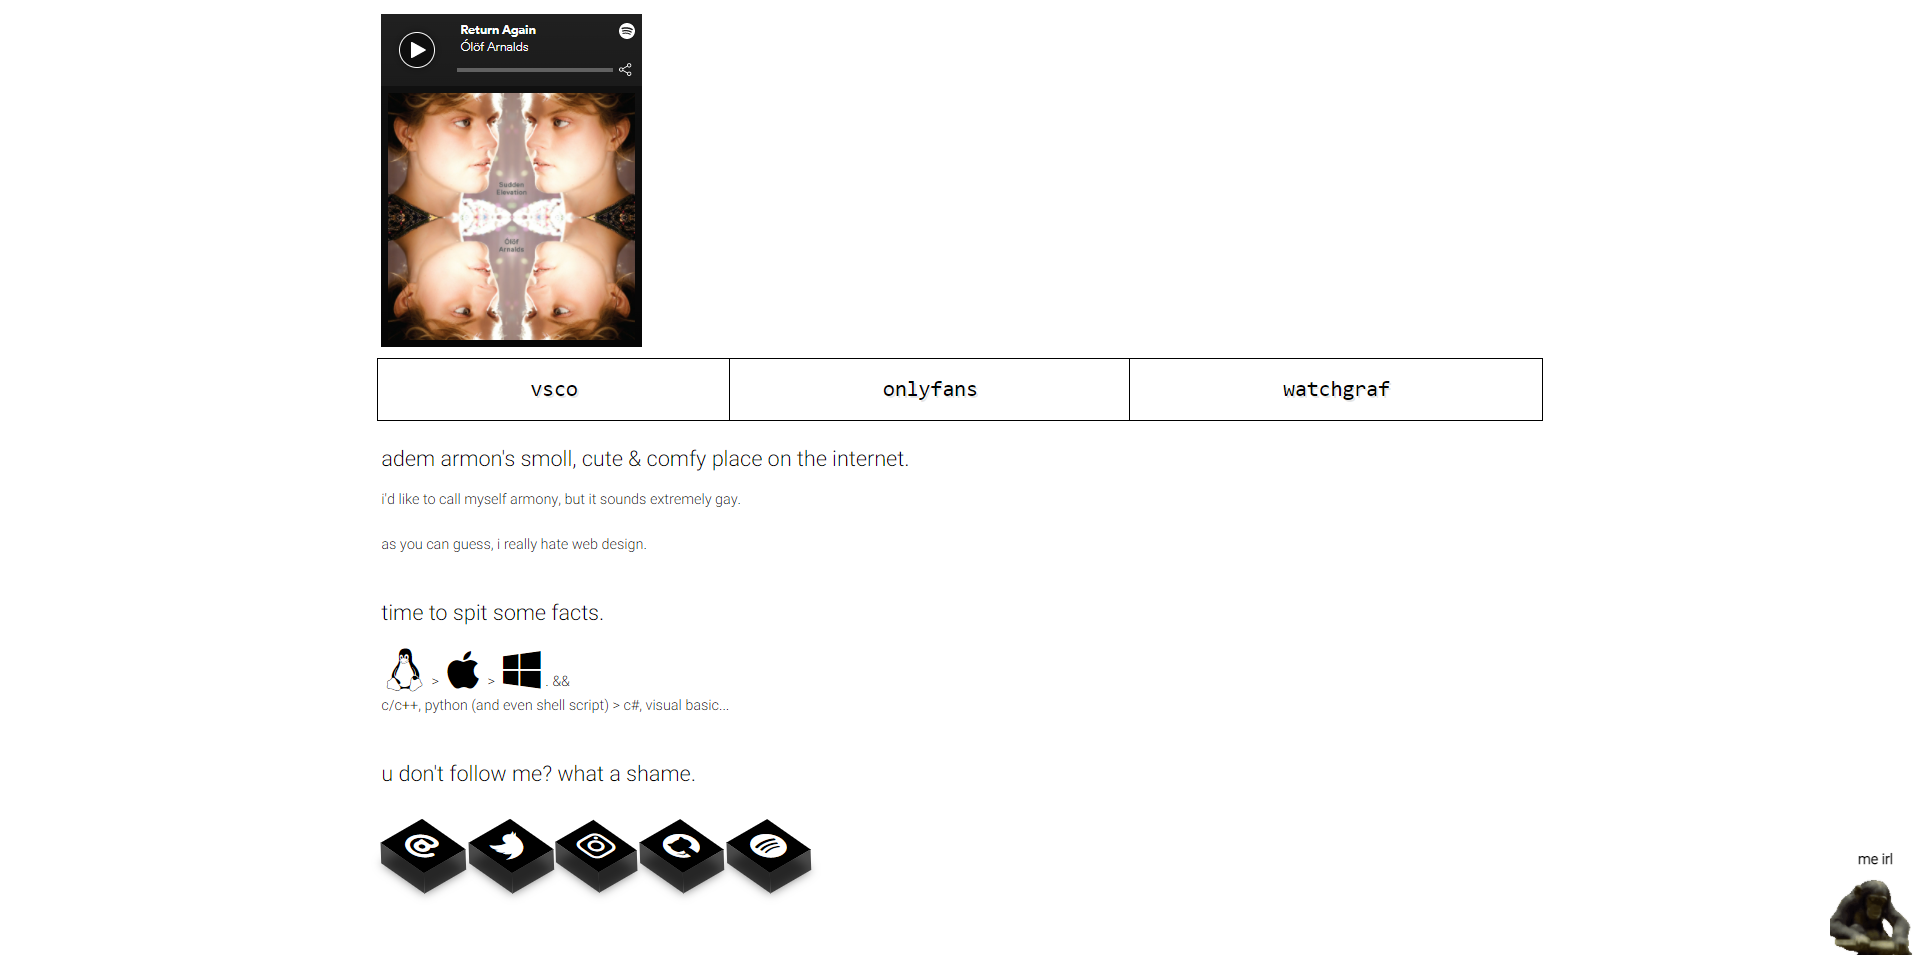 Return Again
Ólöf Arnalds
Sudden
Elevation
Ólöf
Arnalds
vsco onlyfans watchgraf
adem armon's smoll, cute & comfy place on the internet.
i'd like to call myself armony, but it sounds extremely gay.
as you can guess, i really hate web design.
time to spit some facts.
> > . &&
c/c++, python (and even shell script) > c#, visual basic...
u don't follow me? what a shame.
@
me irl